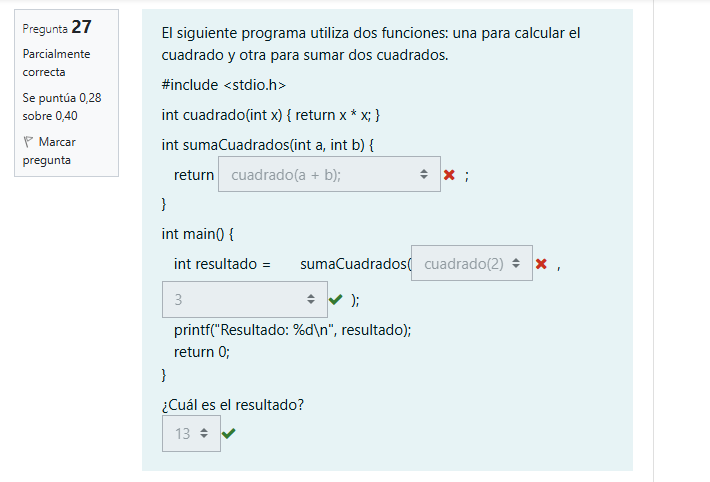 Pregunta 27
Parcialmente
correcta
Se puntúa 0,28
sobre 0,40
Marcar
pregunta
El siguiente programa utiliza dos funciones: una para calcular el
cuadrado y otra para sumar dos cuadrados.
#include <stdio.h>
int cuadrado(int x) { return x * x; }
int sumaCuadrados(int a, int b) {
return cuadrado(a + b); ;
}
int main() {
int resultado = sumaCuadrados( cuadrado(2) ,
3 );
printf("Resultado: %d\n", resultado);
return 0;
}
¿Cuál es el resultado?
13